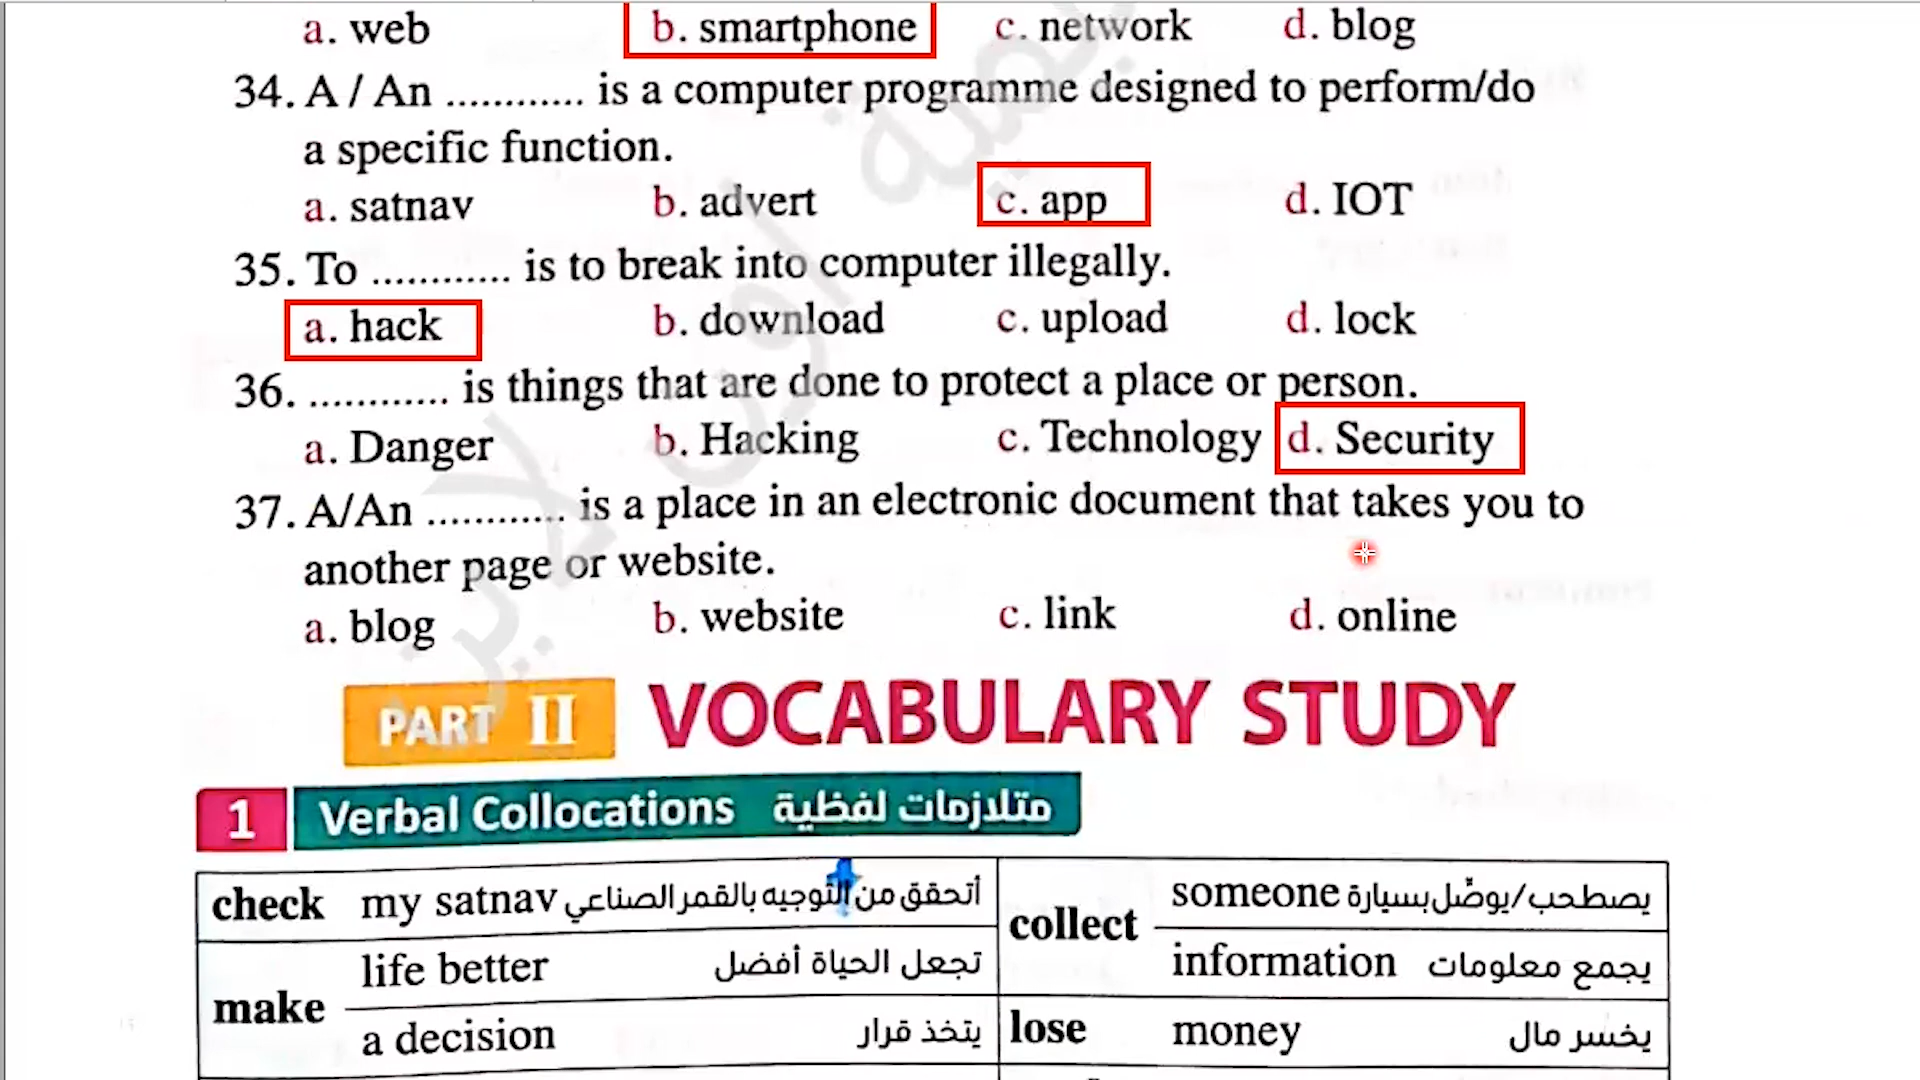 a. web b. smartphone c. network d. blog
34. A / An ............ is a computer programme designed to perform/do
a specific function.
a. satnav b. advert c. app d. IOT
35. To ............ is to break into computer illegally.
a. hack b. download c. upload d. lock
36. ............ is things that are done to protect a place or person.
a. Danger b. Hacking c. Technology d. Security
37. A/An ............ is a place in an electronic document that takes you to
another page or website.
a. blog b. website c. link d. online
PART II VOCABULARY STUDY
1 Verbal Collocations متلازمات لفظية
check my satnav أتحقق من التوجيه بالقمر الصناعي
make life better تجعل الحياة أفضل
a decision يتخذ قرار
collect someone يصطحب/يوصّل بسيارة
information يجمع معلومات
lose money يخسر مال